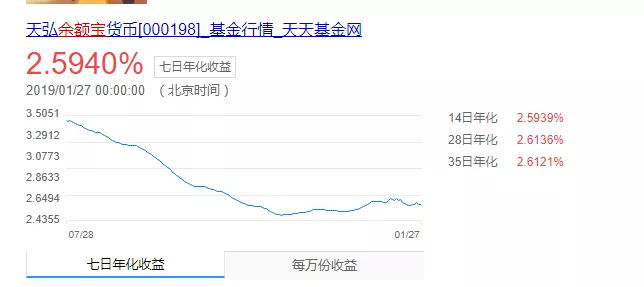 天弘余额宝货币[000198]_基金行情_天天基金网
2.5940% 七日年化收益
2019/01/27 00:00:00 （北京时间）
3.5051
3.2912
3.0773
2.8633
2.6494
2.4355
07/28 01/27
14日年化 2.5939%
28日年化 2.6136%
35日年化 2.6121%
七日年化收益 每万份收益